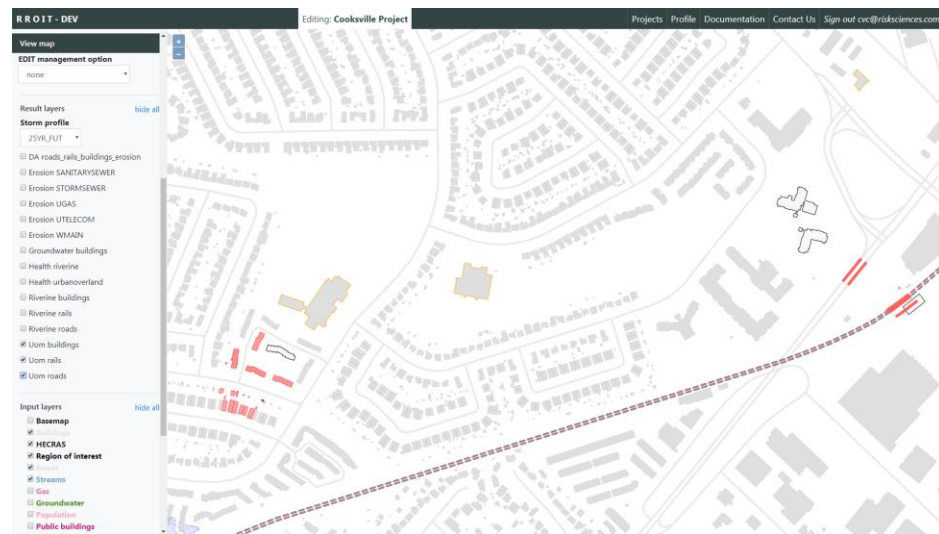 RROIT - DEV
Editing: Cooksville Project
Projects Profile Documentation Contact Us Sign out cvc@risksciences.com
View map
+
−
EDIT management option
none
Result layers hide all
Storm profile
25YR_FUT
DA roads_rails_buildings_erosion
Erosion SANITARYSEWER
Erosion STORMSEWER
Erosion UGAS
Erosion UTELECOM
Erosion WMAIN
Groundwater buildings
Health riverine
Health urbanoverland
Riverine buildings
Riverine rails
Riverine roads
Uom buildings
Uom rails
Uom roads
Input layers hide all
Basemap
Buildings
HECRAS
Region of interest
Roads
Streams
Gas
Groundwater
Population
Public buildings